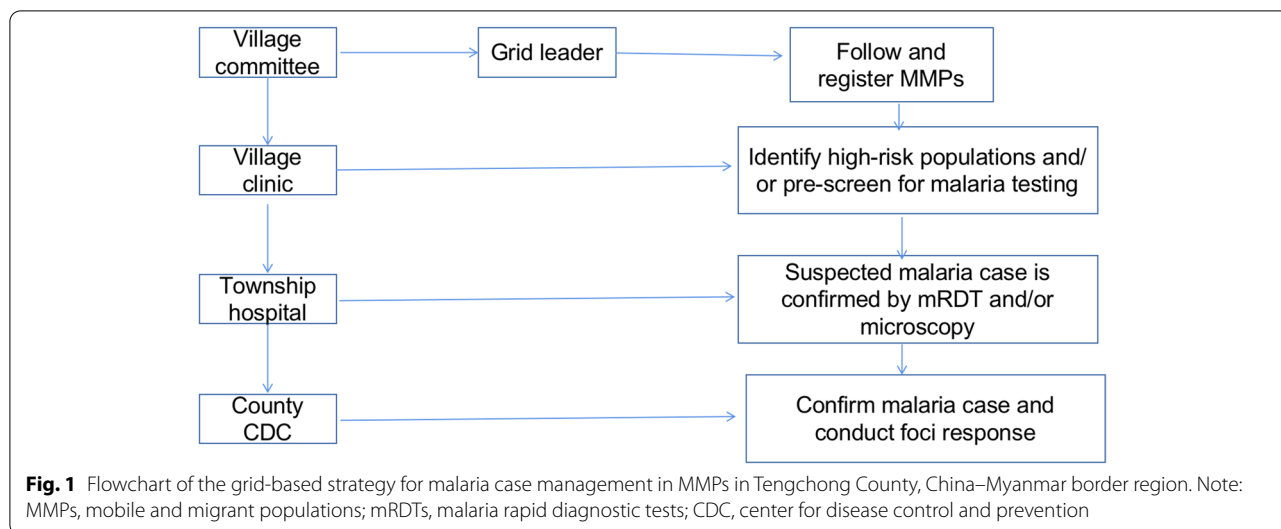 Village
committee
Grid leader
Follow and
register MMPs
Village
clinic
Identify high-risk populations and/
or pre-screen for malaria testing
Township
hospital
Suspected malaria case is
confirmed by mRDT and/or
microscopy
County
CDC
Confirm malaria case and
conduct foci response
Fig. 1 Flowchart of the grid-based strategy for malaria case management in MMPs in Tengchong County, China–Myanmar border region. Note:
MMPs, mobile and migrant populations; mRDTs, malaria rapid diagnostic tests; CDC, center for disease control and prevention